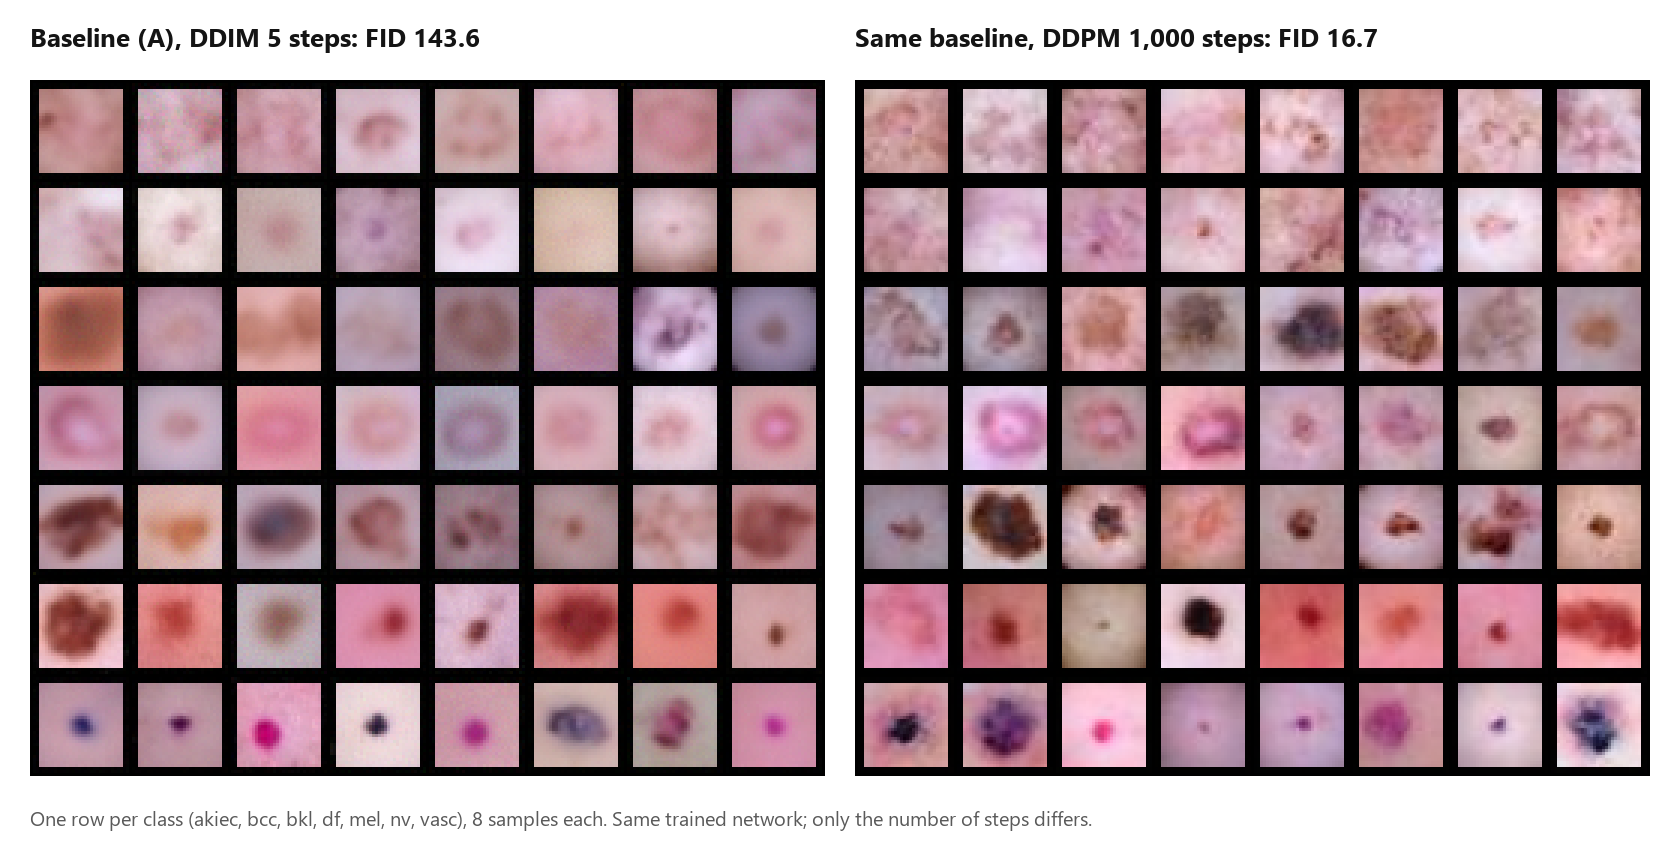 Baseline (A), DDIM 5 steps: FID 143.6
Same baseline, DDPM 1,000 steps: FID 16.7
One row per class (akiec, bcc, bkl, df, mel, nv, vasc), 8 samples each. Same trained network; only the number of steps differs.